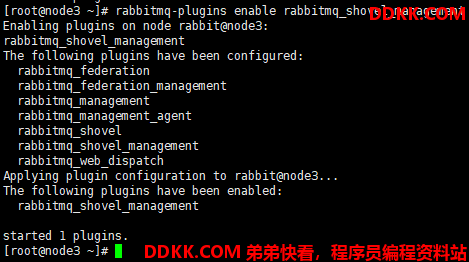 [root@node3 ~]# rabbitmq-plugins enable rabbitmq_shovel_management
DDKK.COM
Enabling plugins on node rabbit@node3:
rabbitmq_shovel_management
The following plugins have been configured:
rabbitmq_federation
rabbitmq_federation_management
rabbitmq_management
rabbitmq_management_agent
rabbitmq_shovel
rabbitmq_shovel_management
rabbitmq_web_dispatch
Applying plugin configuration to rabbit@node3...
The following plugins have been enabled:
rabbitmq_shovel_management
started 1 plugins.
[root@node3 ~]#
DDKK.COM 弟弟快看，程序员编程资料站